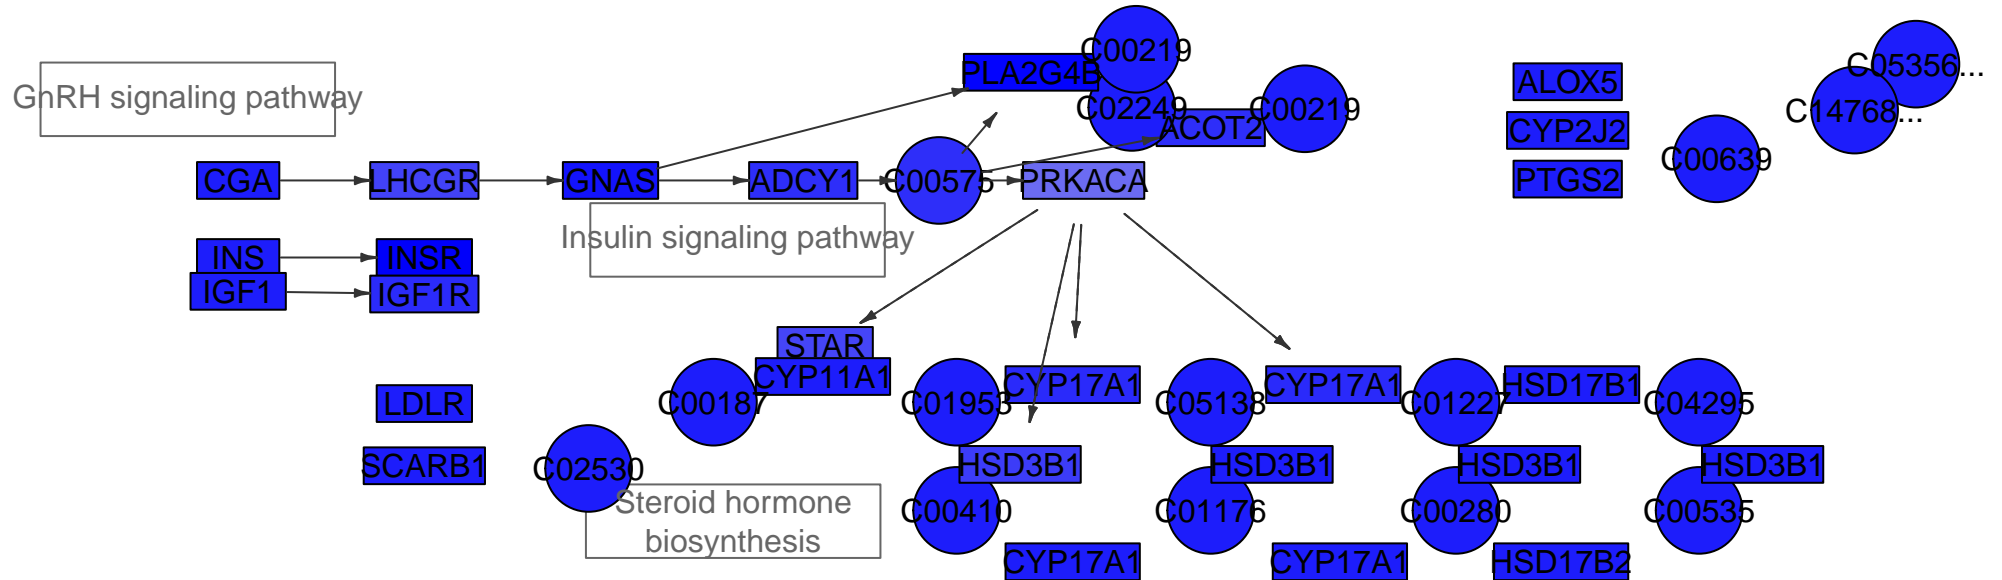 C00219
C05356...
PLA2G4B
ALOX5
GnRH signaling pathway
C02249
C00219
C14768...
ACOT2
CYP2J2
C00639
CGA
LHCGR
GNAS
ADCY1
C00575
PRKACA
PTGS2
Insulin signaling pathway
INS
INSR
IGF1
IGF1R
STAR
CYP11A1
CYP17A1
CYP17A1
HSD17B1
LDLR
C00187
C01953
C05138
C01227
C04295
SCARB1
C02530
HSD3B1
HSD3B1
HSD3B1
HSD3B1
Steroid hormone
biosynthesis
C00410
C01176
C00280
C00535
CYP17A1
CYP17A1
HSD17B2